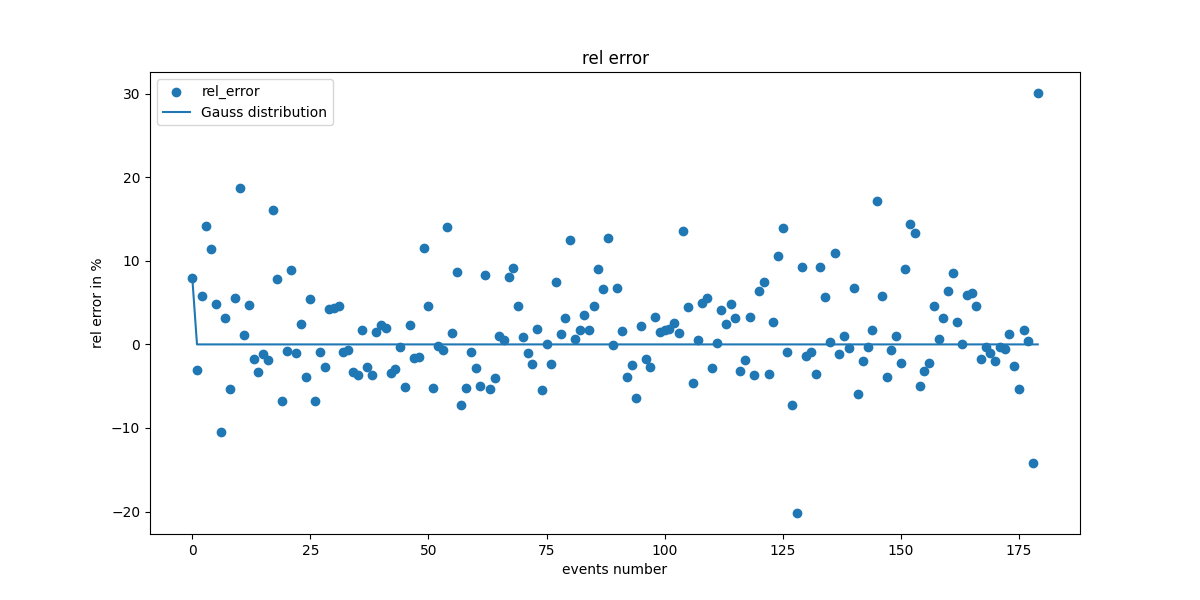 rel error
rel_error
Gauss distribution
rel error in %
30
20
10
0
−10
−20
0
25
50
75
100
125
150
175
events number